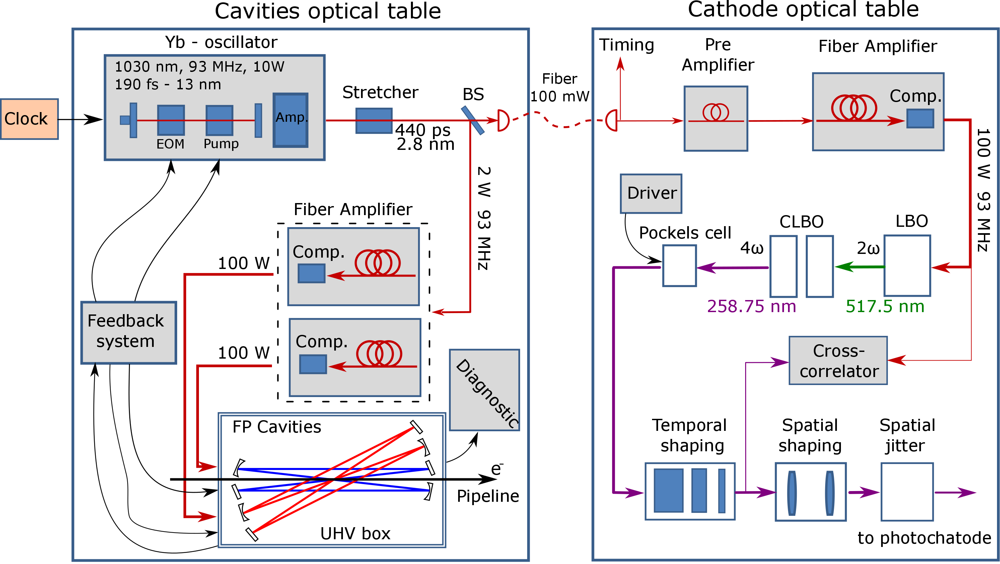 Cavities optical table
Cathode optical table
Yb - oscillator
1030 nm, 93 MHz, 10W
190 fs - 13 nm
Clock
EOM
Pump
Amp.
Stretcher
440 ps
2.8 nm
BS
Fiber
100 mW
2 W 93 MHz
Fiber Amplifier
Comp.
100 W
Comp.
100 W
Feedback
system
Diagnostic
FP Cavities
e-
Pipeline
UHV box
Timing
Pre
Amplifier
Fiber Amplifier
Comp.
100 W 93 MHz
Driver
Pockels cell
4ω
CLBO
2ω
LBO
258.75 nm
517.5 nm
Cross-
correlator
Temporal
shaping
Spatial
shaping
Spatial
jitter
to photochatode